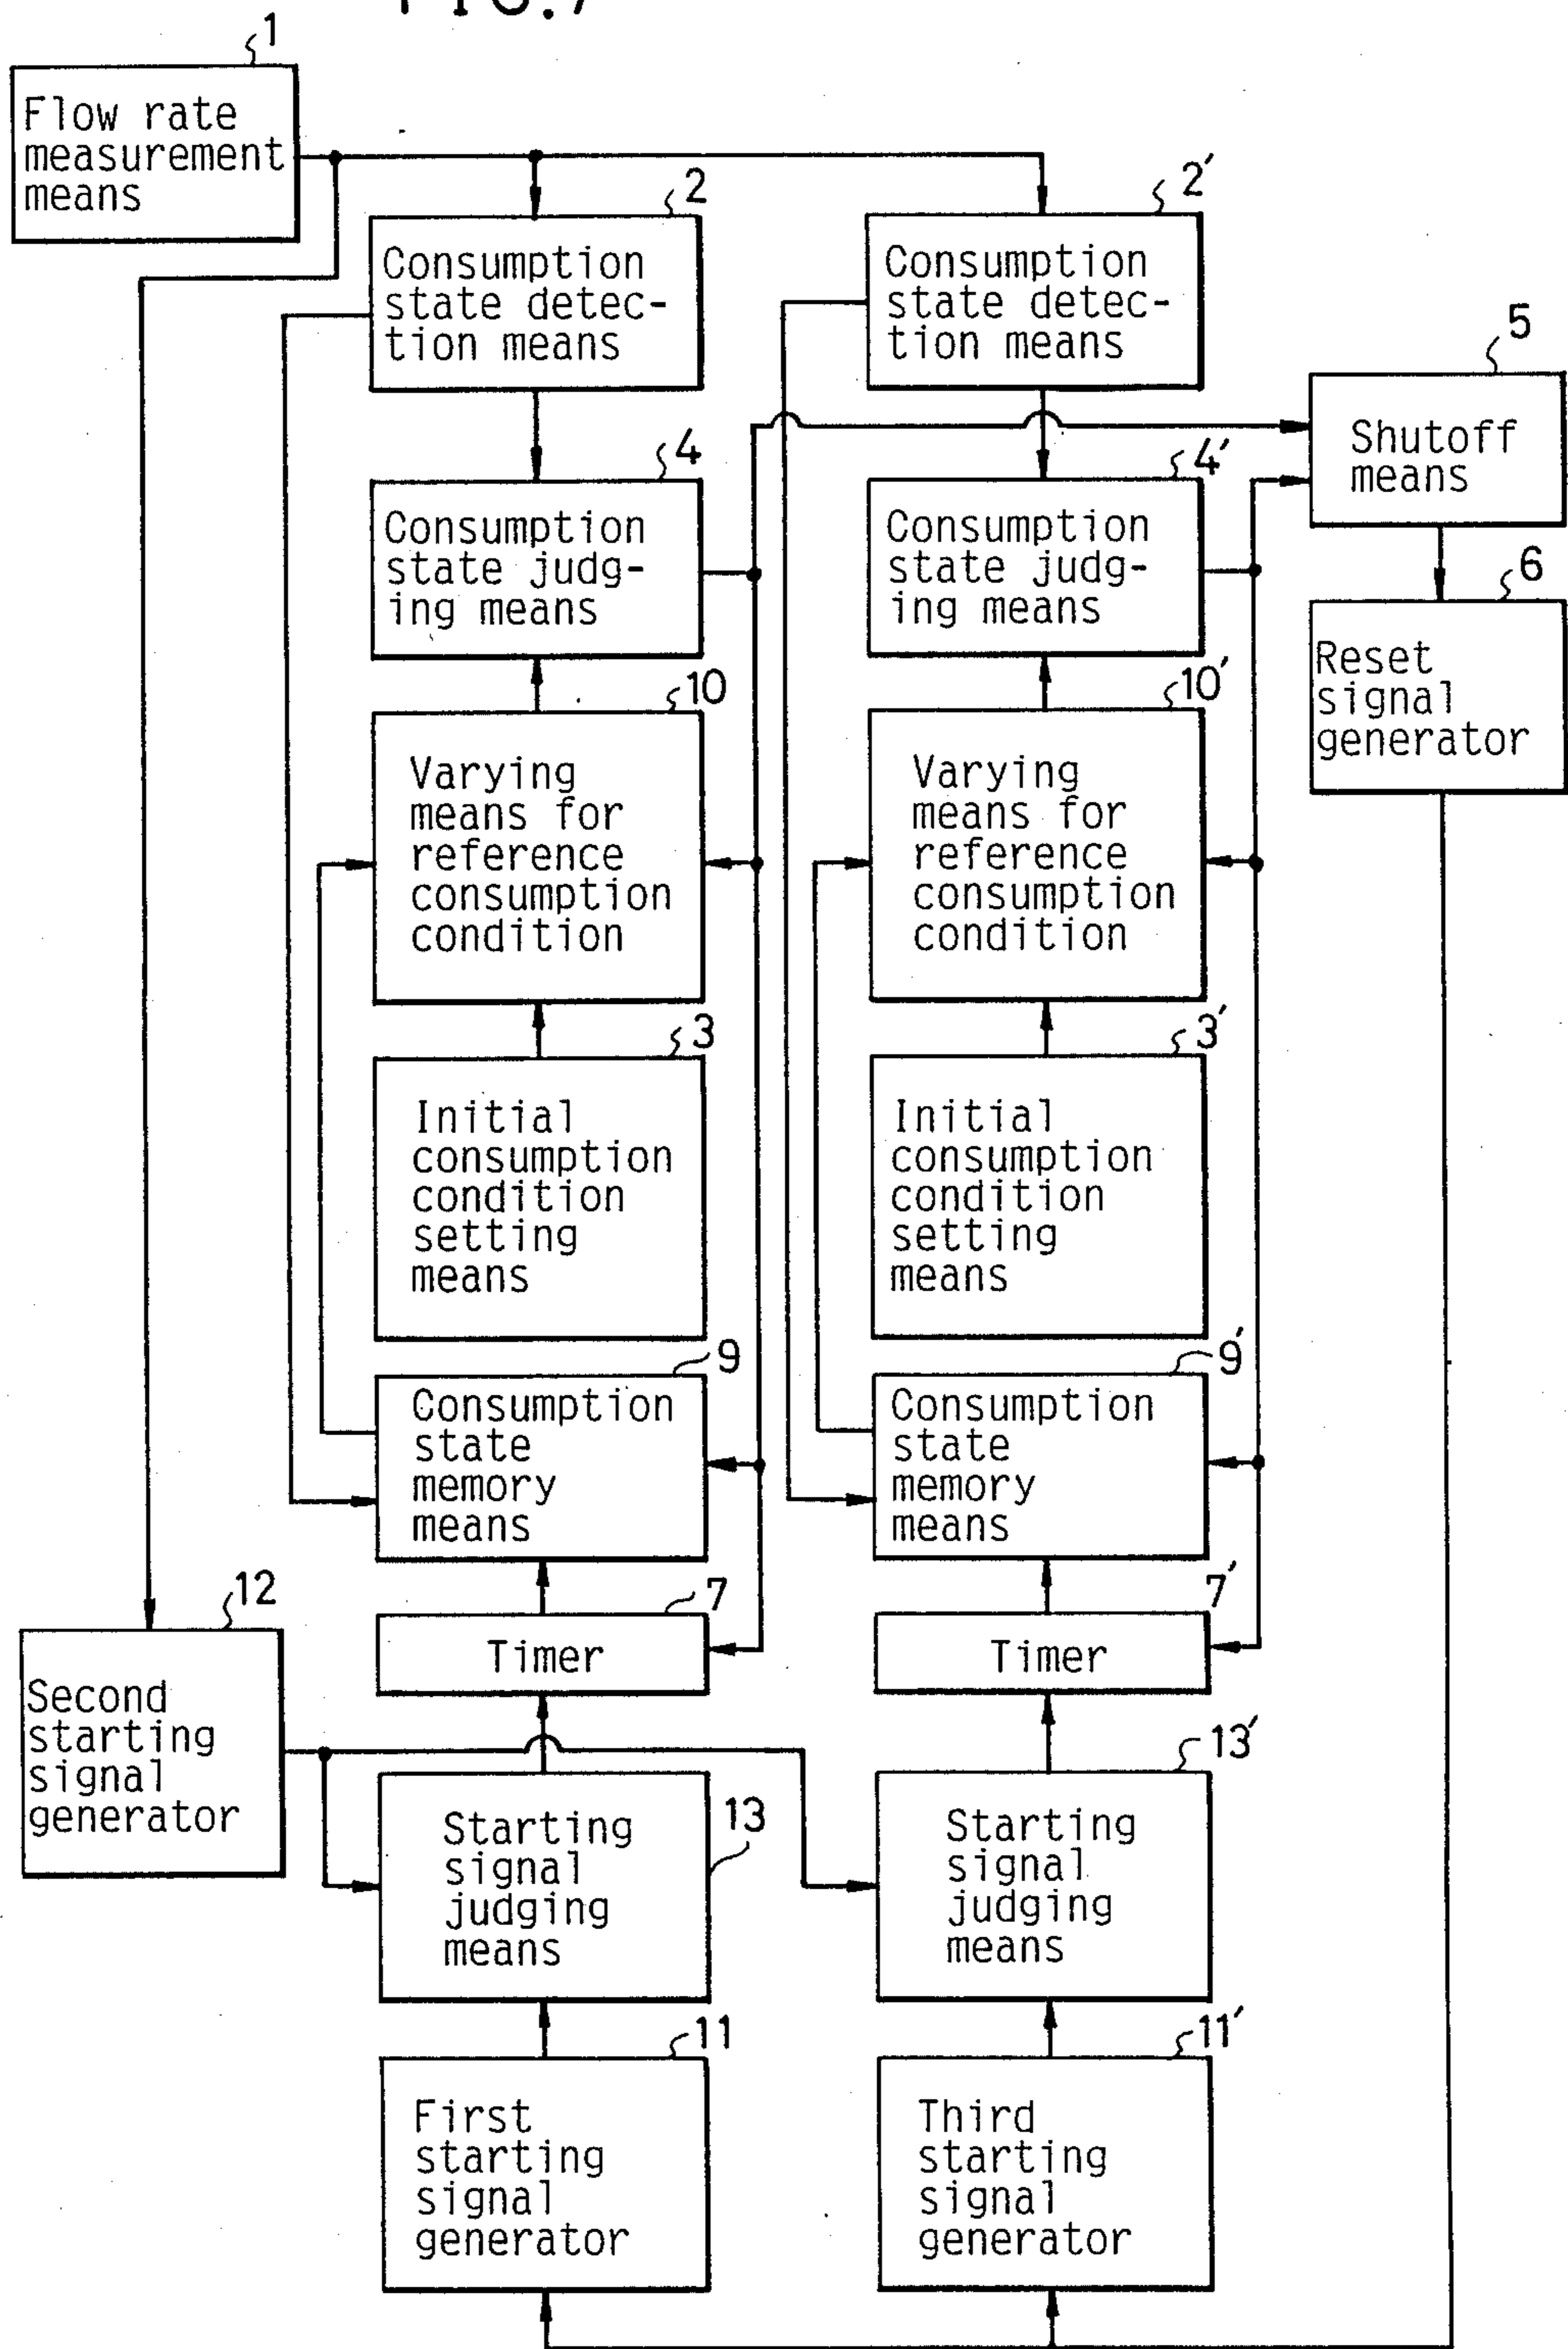 FIG.7
1
Flow rate
measurement
means
2
Consumption
state detec-
tion means
2′
Consumption
state detec-
tion means
5
Shutoff
means
4
Consumption
state judg-
ing means
4′
Consumption
state judg-
ing means
6
Reset
signal
generator
10
Varying
means for
reference
consumption
condition
10′
Varying
means for
reference
consumption
condition
3
Initial
consumption
condition
setting
means
3′
Initial
consumption
condition
setting
means
9
Consumption
state
memory
means
9′
Consumption
state
memory
means
12
Second
starting
signal
generator
7
Timer
7′
Timer
13
Starting
signal
judging
means
13′
Starting
signal
judging
means
11
First
starting
signal
generator
11′
Third
starting
signal
generator